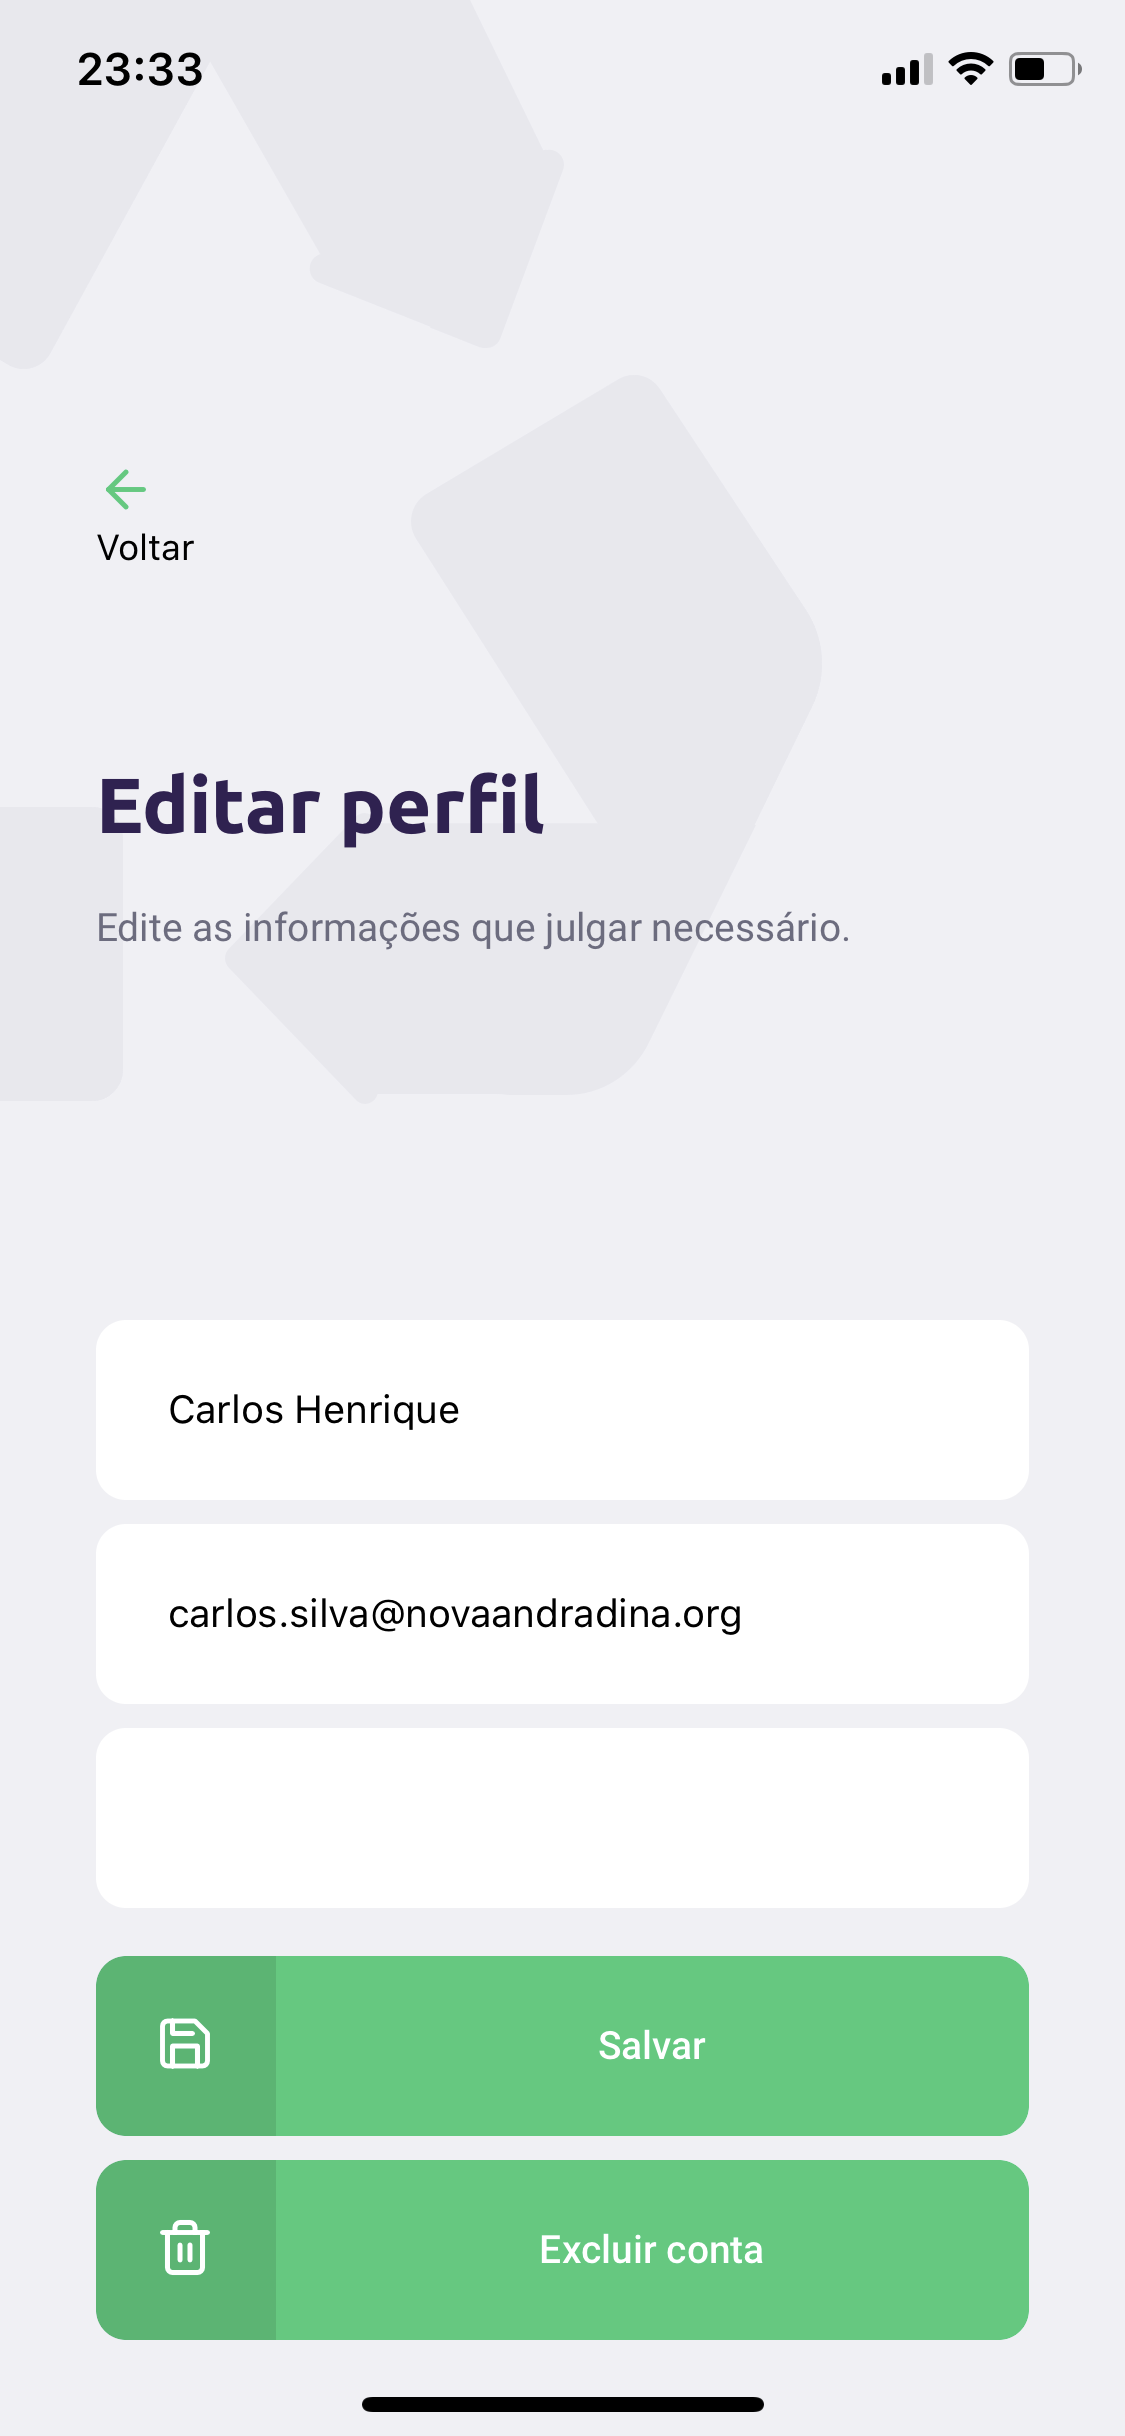 23:33
Voltar
Editar perfil
Edite as informações que julgar necessário.
Carlos Henrique
carlos.silva@novaandradina.org
Salvar
Excluir conta